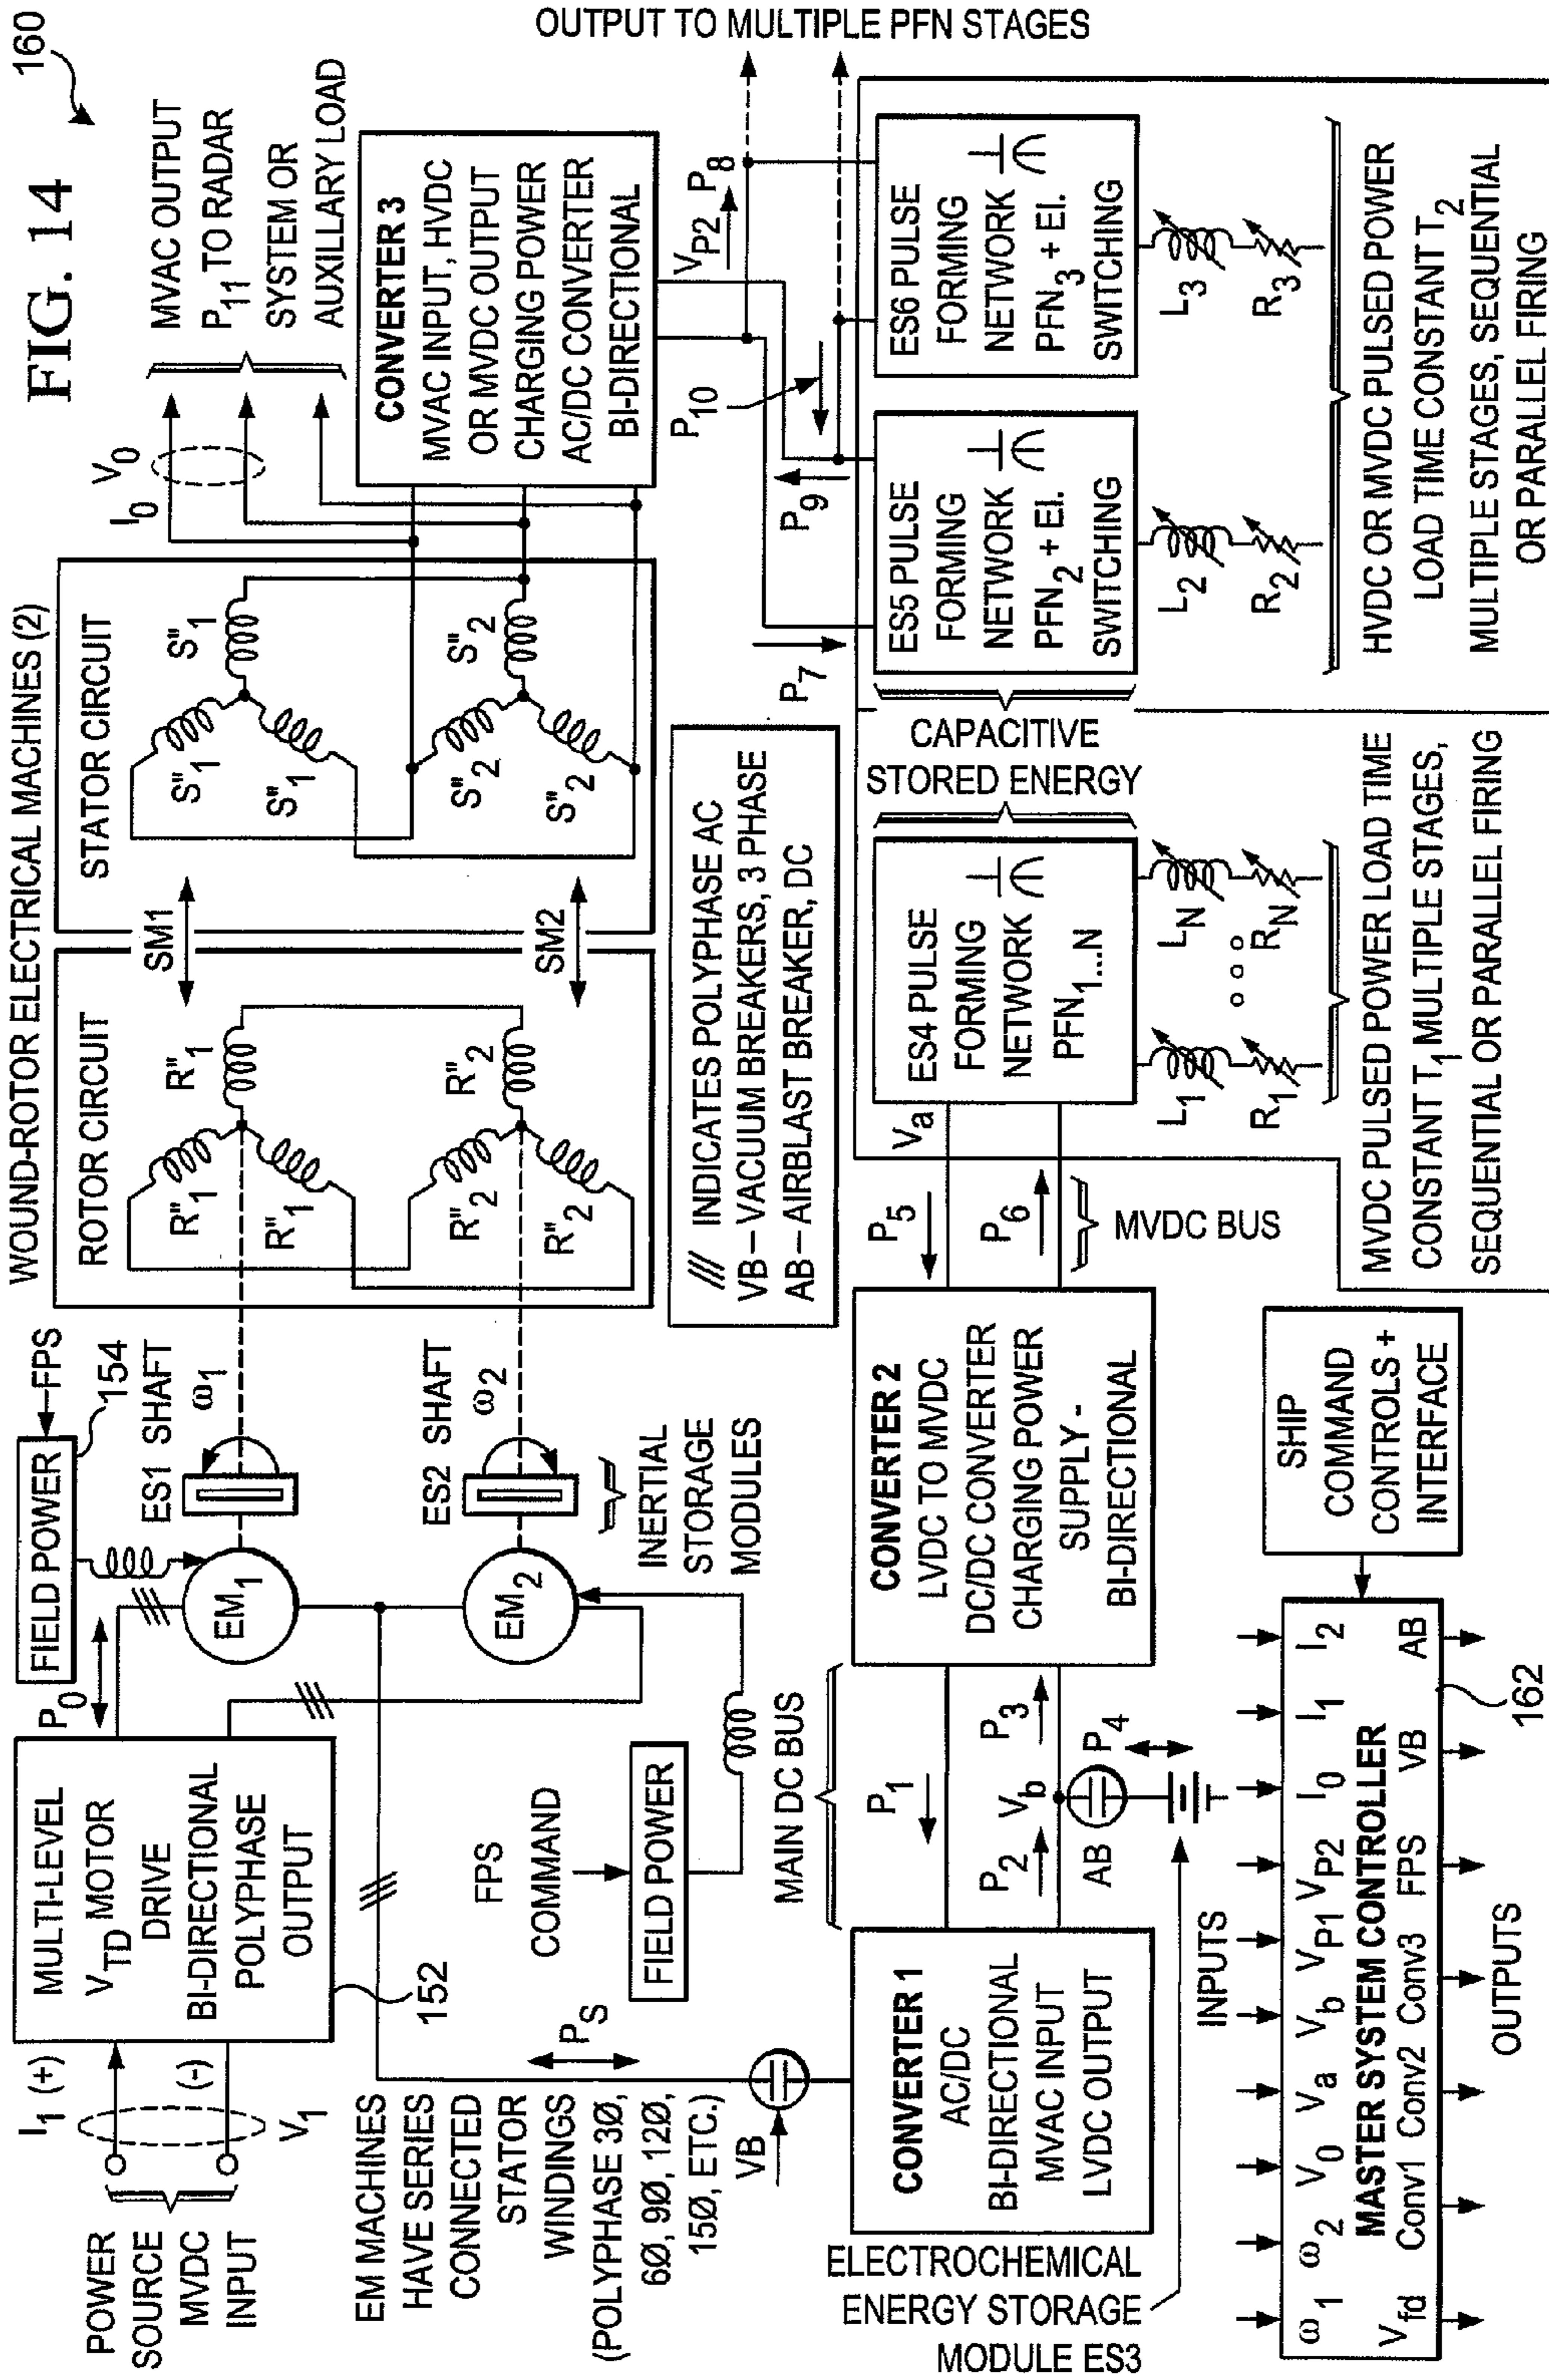 FIG. 14
160
POWER
SOURCE
MVDC
INPUT
I1 (+)
(-)
V1
MULTI-LEVEL
VTD MOTOR
DRIVE
BI-DIRECTIONAL
POLYPHASE
OUTPUT
152
P0
FIELD POWER
FPS
154
EM1
EM2
ES1 SHAFT
ω1
ES2 SHAFT
ω2
INERTIAL
STORAGE
MODULES
FPS
COMMAND
FIELD POWER
EM MACHINES
HAVE SERIES
CONNECTED
STATOR
WINDINGS
(POLYPHASE 3Ø,
6Ø, 9Ø, 12Ø,
15Ø, ETC.)
PS
VB
WOUND-ROTOR ELECTRICAL MACHINES (2)
ROTOR CIRCUIT
R"1
R"1
R"1
R"2
R"2
R"2
SM1
SM2
STATOR CIRCUIT
S"1
S"1
S"1
S"2
S"2
S"2
I0
V0
MVAC OUTPUT
P11 TO RADAR
SYSTEM OR
AUXILLARY LOAD
CONVERTER 3
MVAC INPUT, HVDC
OR MVDC OUTPUT
CHARGING POWER
AC/DC CONVERTER
BI-DIRECTIONAL
/// INDICATES POLYPHASE AC
VB – VACUUM BREAKERS, 3 PHASE
AB – AIRBLAST BREAKER, DC
VP2
P8
OUTPUT TO MULTIPLE PFN STAGES
P7
P9
P10
CONVERTER 1
AC/DC
BI-DIRECTIONAL
MVAC INPUT
LVDC OUTPUT
MAIN DC BUS
P1
P2
Vb
P3
AB
P4
ELECTROCHEMICAL
ENERGY STORAGE
MODULE ES3
CONVERTER 2
LVDC TO MVDC
DC/DC CONVERTER
CHARGING POWER
SUPPLY -
BI-DIRECTIONAL
P5
P6
MVDC BUS
Va
ES4 PULSE
FORMING
NETWORK
PFN1...N
CAPACITIVE
STORED ENERGY
ES5 PULSE
FORMING
NETWORK
PFN2 + EI.
SWITCHING
ES6 PULSE
FORMING
NETWORK
PFN3 + EI.
SWITCHING
L1
R1
LN
RN
L2
R2
L3
R3
MVDC PULSED POWER LOAD TIME
CONSTANT T1, MULTIPLE STAGES,
SEQUENTIAL OR PARALLEL FIRING
HVDC OR MVDC PULSED POWER
LOAD TIME CONSTANT T2
MULTIPLE STAGES, SEQUENTIAL
OR PARALLEL FIRING
INPUTS
ω1 ω2 V0 Va Vb VP1 VP2 I0 I1 I2
MASTER SYSTEM CONTROLLER
Vfd Conv1 Conv2 Conv3 FPS VB AB
OUTPUTS
162
SHIP
COMMAND
CONTROLS +
INTERFACE